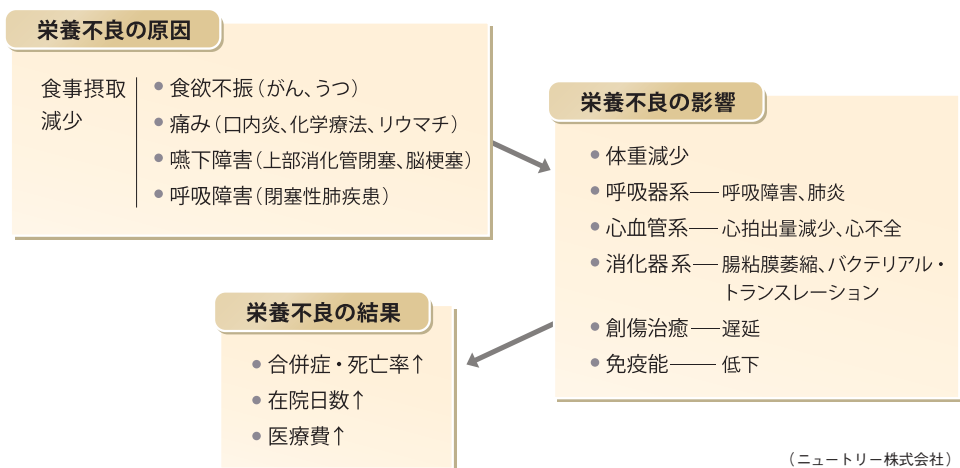 栄養不良の原因
食事摂取
減少
● 食欲不振（がん、うつ）
● 痛み（口内炎、化学療法、リウマチ）
● 嚥下障害（上部消化管閉塞、脳梗塞）
● 呼吸障害（閉塞性肺疾患）
栄養不良の影響
● 体重減少
● 呼吸器系──呼吸障害、肺炎
● 心血管系──心拍出量減少、心不全
● 消化器系──腸粘膜萎縮、バクテリアル・
トランスレーション
● 創傷治癒──遅延
● 免疫能───低下
栄養不良の結果
● 合併症・死亡率↑
● 在院日数↑
● 医療費↑
（ニュートリー株式会社）